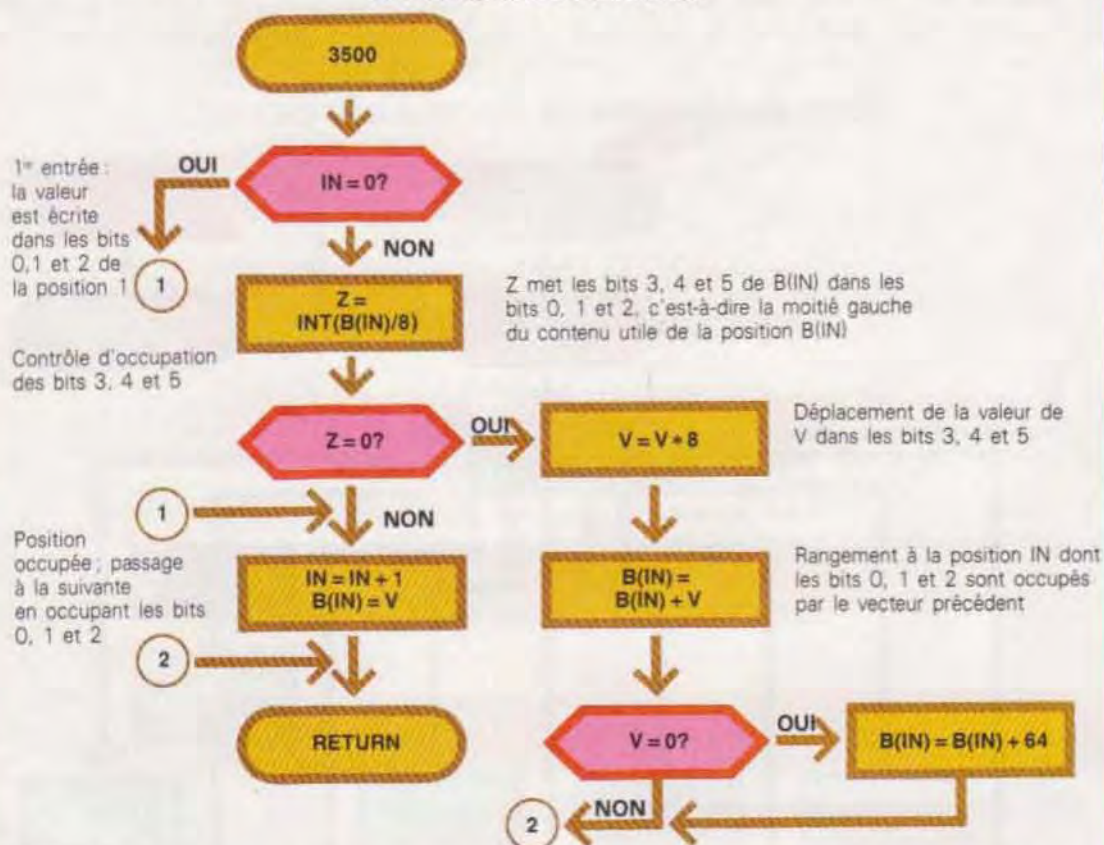 3500
1re entrée :
la valeur
est écrite
dans les bits
0,1 et 2 de
la position 1
OUI
IN = 0?
1
NON
Z =
INT(B(IN)/8)
Z met les bits 3, 4 et 5 de B(IN) dans les
bits 0, 1 et 2, c'est-à-dire la moitié gauche
du contenu utile de la position B(IN)
Contrôle d'occupation
des bits 3, 4 et 5
Z = 0?
OUI
V = V * 8
Déplacement de la valeur de
V dans les bits 3, 4 et 5
1
NON
Position
occupée ; passage
à la suivante
en occupant les bits
0, 1 et 2
IN = IN + 1
B(IN) = V
B(IN) =
B(IN) + V
Rangement à la position IN dont
les bits 0, 1 et 2 sont occupés
par le vecteur précédent
2
RETURN
V = 0?
OUI
B(IN) = B(IN) + 64
NON
2